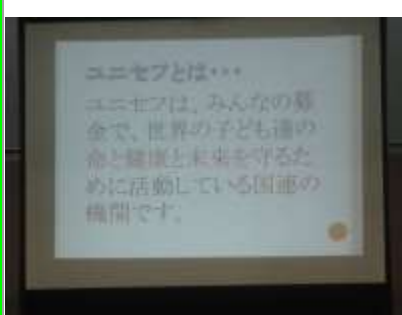 ユニセフとは・・・
ユニセフは、みんなの募
金で、世界の子ども達の
命と健康と未来を守るた
めに活動している国連の
機関です。